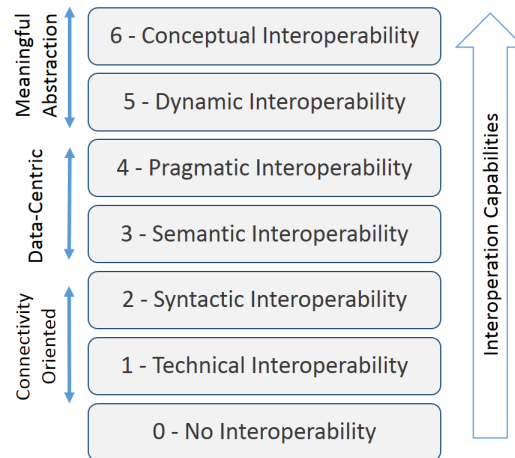 6 - Conceptual Interoperability
5 - Dynamic Interoperability
4 - Pragmatic Interoperability
3 - Semantic Interoperability
2 - Syntactic Interoperability
1 - Technical Interoperability
0 - No Interoperability
Meaningful
Abstraction
Data-Centric
Connectivity
Oriented
Interoperation Capabilities